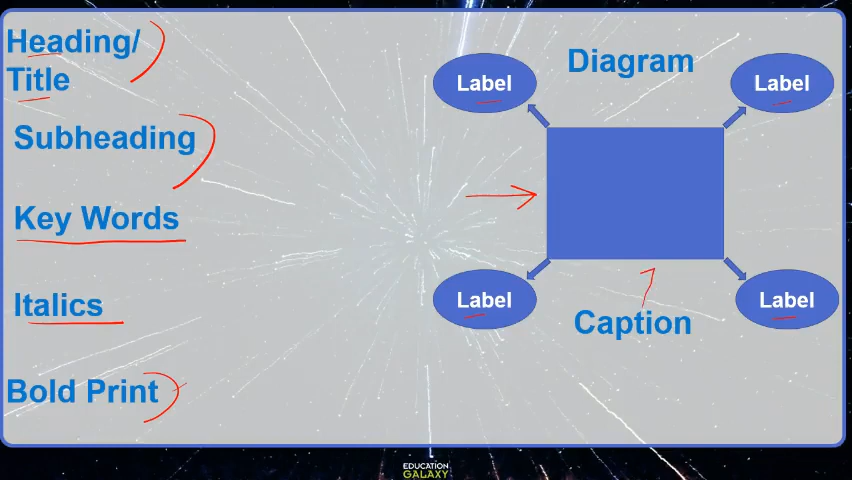 Heading/
Title
Subheading
Key Words
Italics
Bold Print
Diagram
Label
Label
Label
Label
Caption
EDUCATION
GALAXY